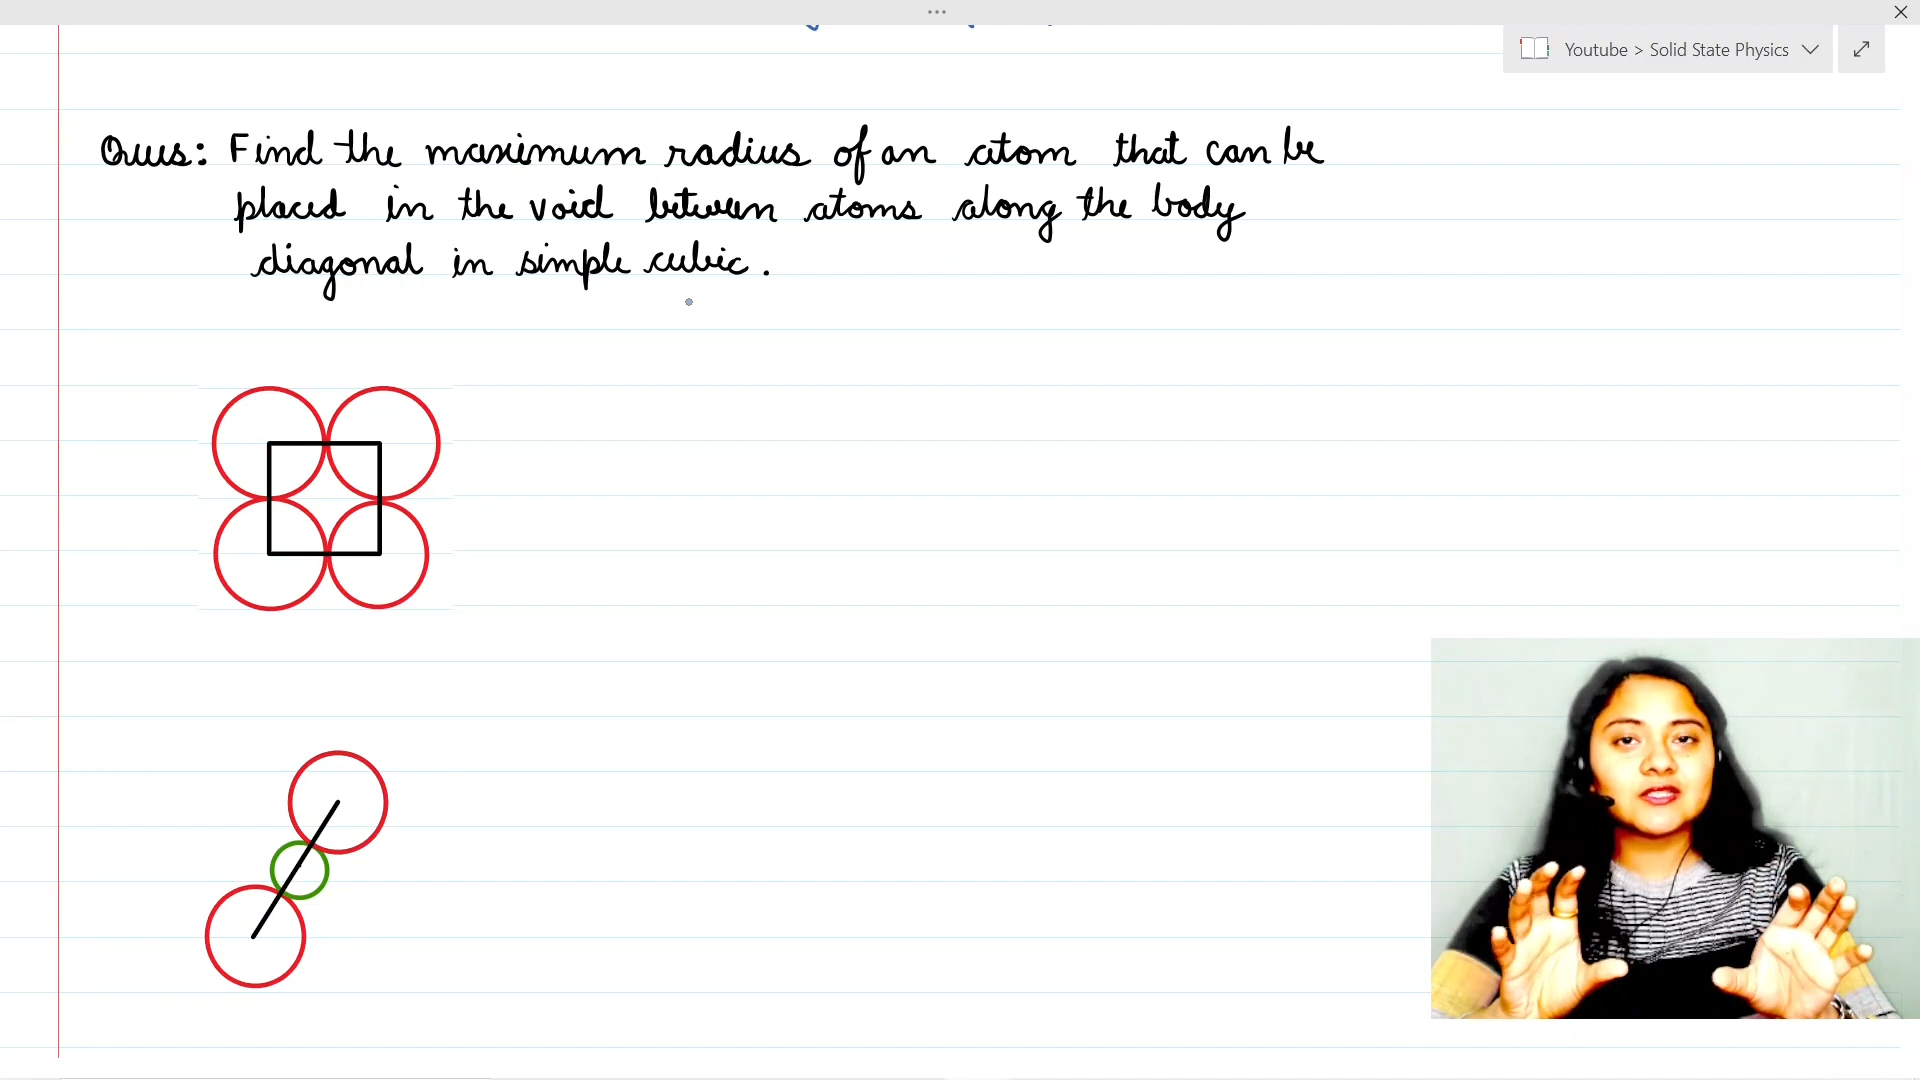 Youtube > Solid State Physics
Ques: Find the maximum radius of an atom that can be
placed in the void between atoms along the body
diagonal in simple cubic.